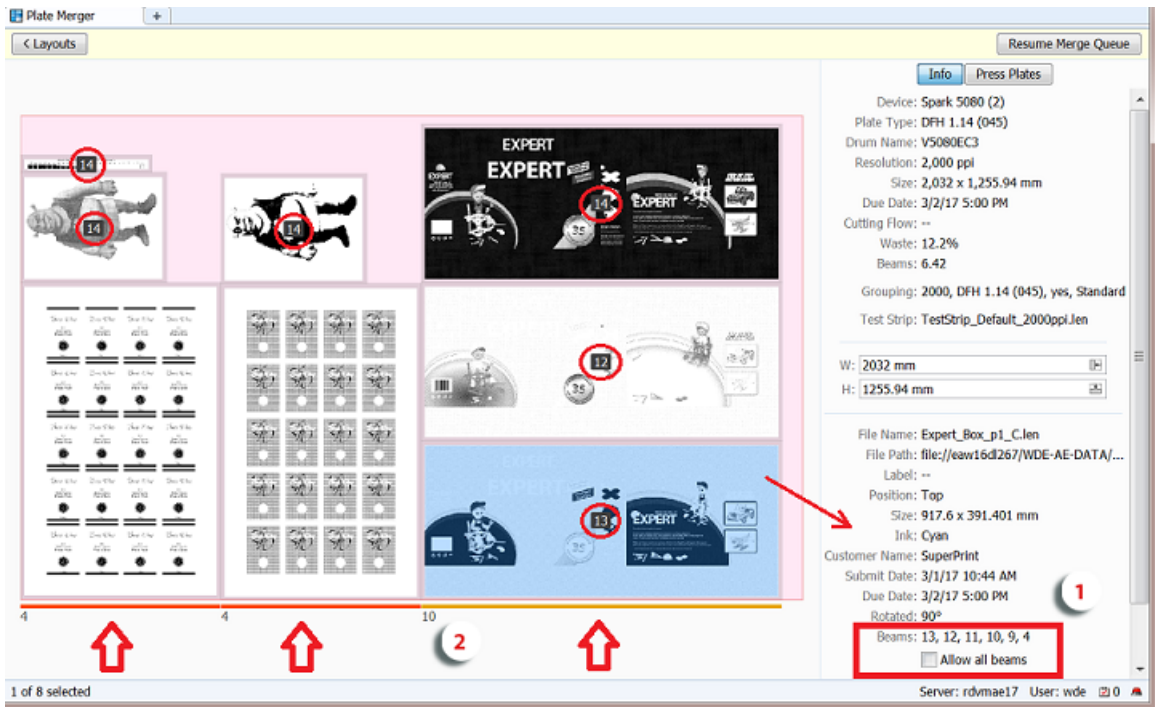 Plate Merger
+
< Layouts
Resume Merge Queue
Info
Press Plates
Device: Spark 5080 (2)
Plate Type: DFH 1.14 (045)
Drum Name: V5080EC3
Resolution: 2,000 ppi
Size: 2,032 x 1,255.94 mm
Due Date: 3/2/17 5:00 PM
Cutting Flow: --
Waste: 12.2%
Beams: 6.42
Grouping: 2000, DFH 1.14 (045), yes, Standard
Test Strip: TestStrip_Default_2000ppi.len
W: 2032 mm
H: 1255.94 mm
File Name: Expert_Box_p1_C.len
File Path: file://eaw16dl267/WDE-AE-DATA/...
Label: --
Position: Top
Size: 917.6 x 391.401 mm
Ink: Cyan
Customer Name: SuperPrint
Submit Date: 3/1/17 10:44 AM
Due Date: 3/2/17 5:00 PM
Rotated: 90°
Beams: 13, 12, 11, 10, 9, 4
Allow all beams
1
14
14
14
EXPERT
EXPERT
EXPERT
14
35
12
35
13
EXPERT
35
4
4
10
2
1 of 8 selected
Server: rdvmae17 User: wde 0